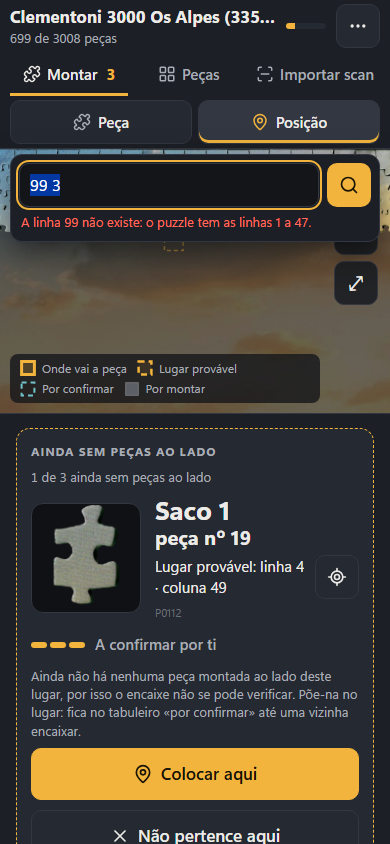 Clementoni 3000 Os Alpes (335...
699 de 3008 peças
Montar 3
Peças
Importar scan
Peça
Posição
99 3
A linha 99 não existe: o puzzle tem as linhas 1 a 47.
Onde vai a peça
Lugar provável
Por confirmar
Por montar
AINDA SEM PEÇAS AO LADO
1 de 3 ainda sem peças ao lado
Saco 1
peça nº 19
Lugar provável: linha 4
· coluna 49
P0112
A confirmar por ti
Ainda não há nenhuma peça montada ao lado deste
lugar, por isso o encaixe não se pode verificar. Põe-na no
lugar: fica no tabuleiro «por confirmar» até uma vizinha
encaixar.
Colocar aqui
Não pertence aqui